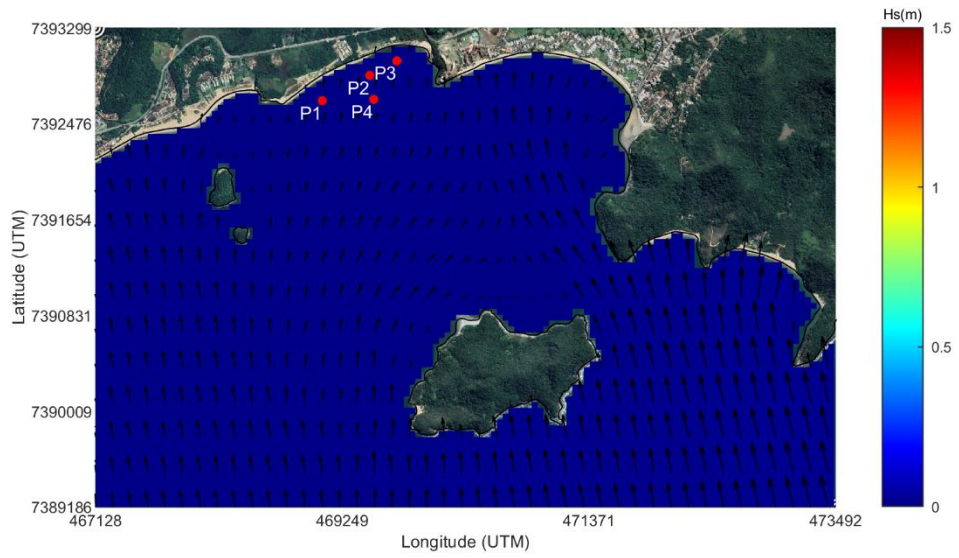 Hs(m)
7393299
7392476
7391654
7390831
7390009
7389186
Latitude (UTM)
P3
P2
P1
P4
1.5
1
0.5
0
467128
469249
471371
473492
Longitude (UTM)